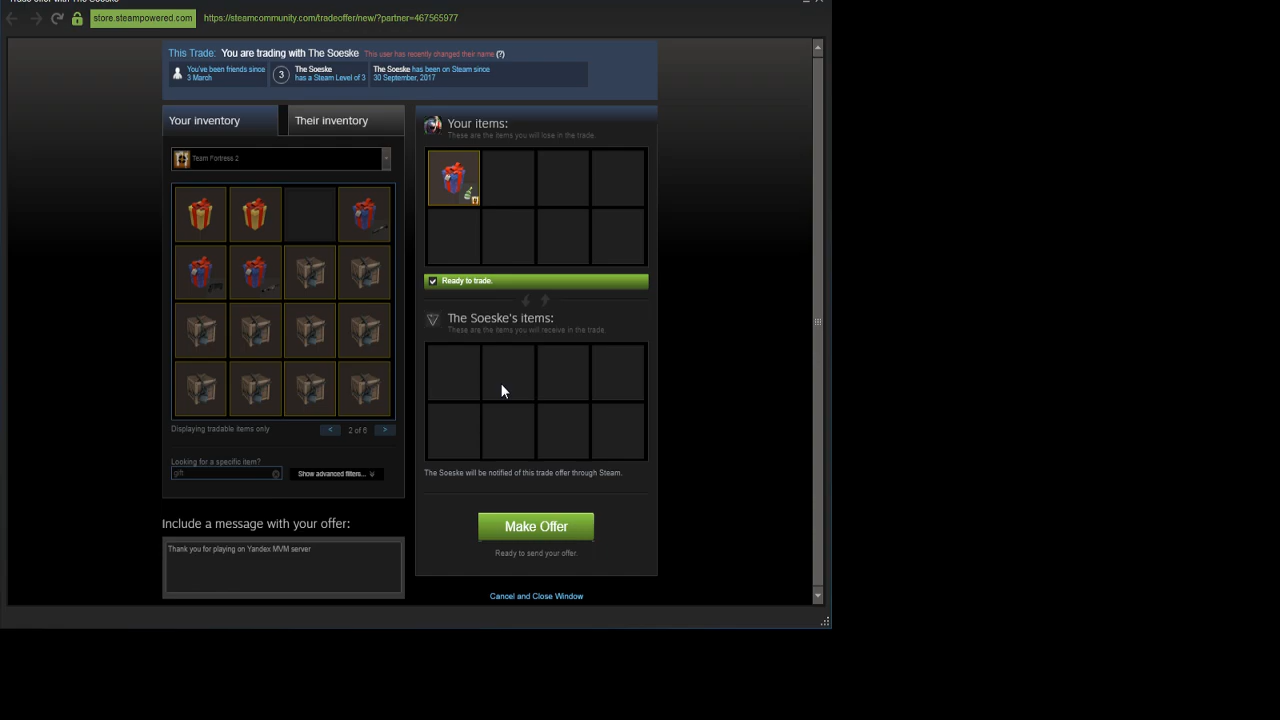 Trade offer with The Soeske
store.steampowered.com https://steamcommunity.com/tradeoffer/new/?partner=467565977
This Trade: You are trading with The Soeske This user has recently changed their name (?)
You've been friends since
3 March
3
The Soeske
has a Steam Level of 3
The Soeske has been on Steam since
30 September, 2017
Your inventory
Their inventory
Team Fortress 2
Displaying tradable items only
< 2 of 6 >
Looking for a specific item?
gift
Show advanced filters...
Include a message with your offer:
Thank you for playing on Yandex MVM server
Your items:
These are the items you will lose in the trade.
Ready to trade.
The Soeske's items:
These are the items you will receive in the trade.
The Soeske will be notified of this trade offer through Steam.
Make Offer
Ready to send your offer.
Cancel and Close Window